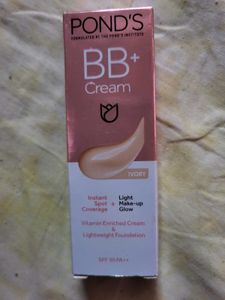 POND'S
FORMULATED BY THE POND'S INSTITUTE
BB+
Cream
IVORY
Instant Spot Coverage + Light Make-up Glow
Vitamin Enriched Cream
&
Lightweight Foundation
SPF 30 PA++